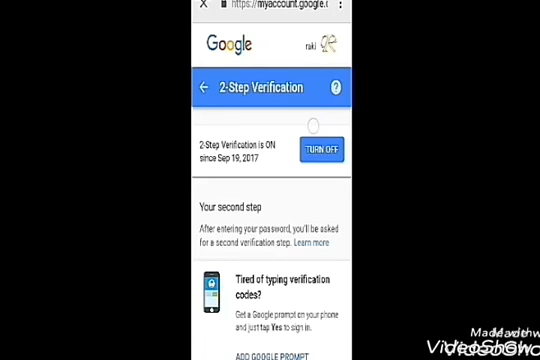 https://myaccount.google.c
Google
raki
2-Step Verification
?
2-Step Verification is ON
since Sep 19, 2017
TURN OFF
Your second step
After entering your password, you'll be asked
for a second verification step. Learn more
Tired of typing verification
codes?
Get a Google prompt on your phone
and just tap Yes to sign in.
ADD GOOGLE PROMPT
Made with
VideoShow